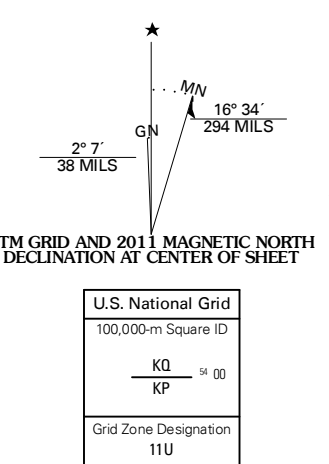 ★
MN
GN
16° 34´
294 MILS
2° 7´
38 MILS
TM GRID AND 2011 MAGNETIC NORTH
DECLINATION AT CENTER OF SHEET
U.S. National Grid
100,000-m Square ID
KQ
54 00
KP
Grid Zone Designation
11U